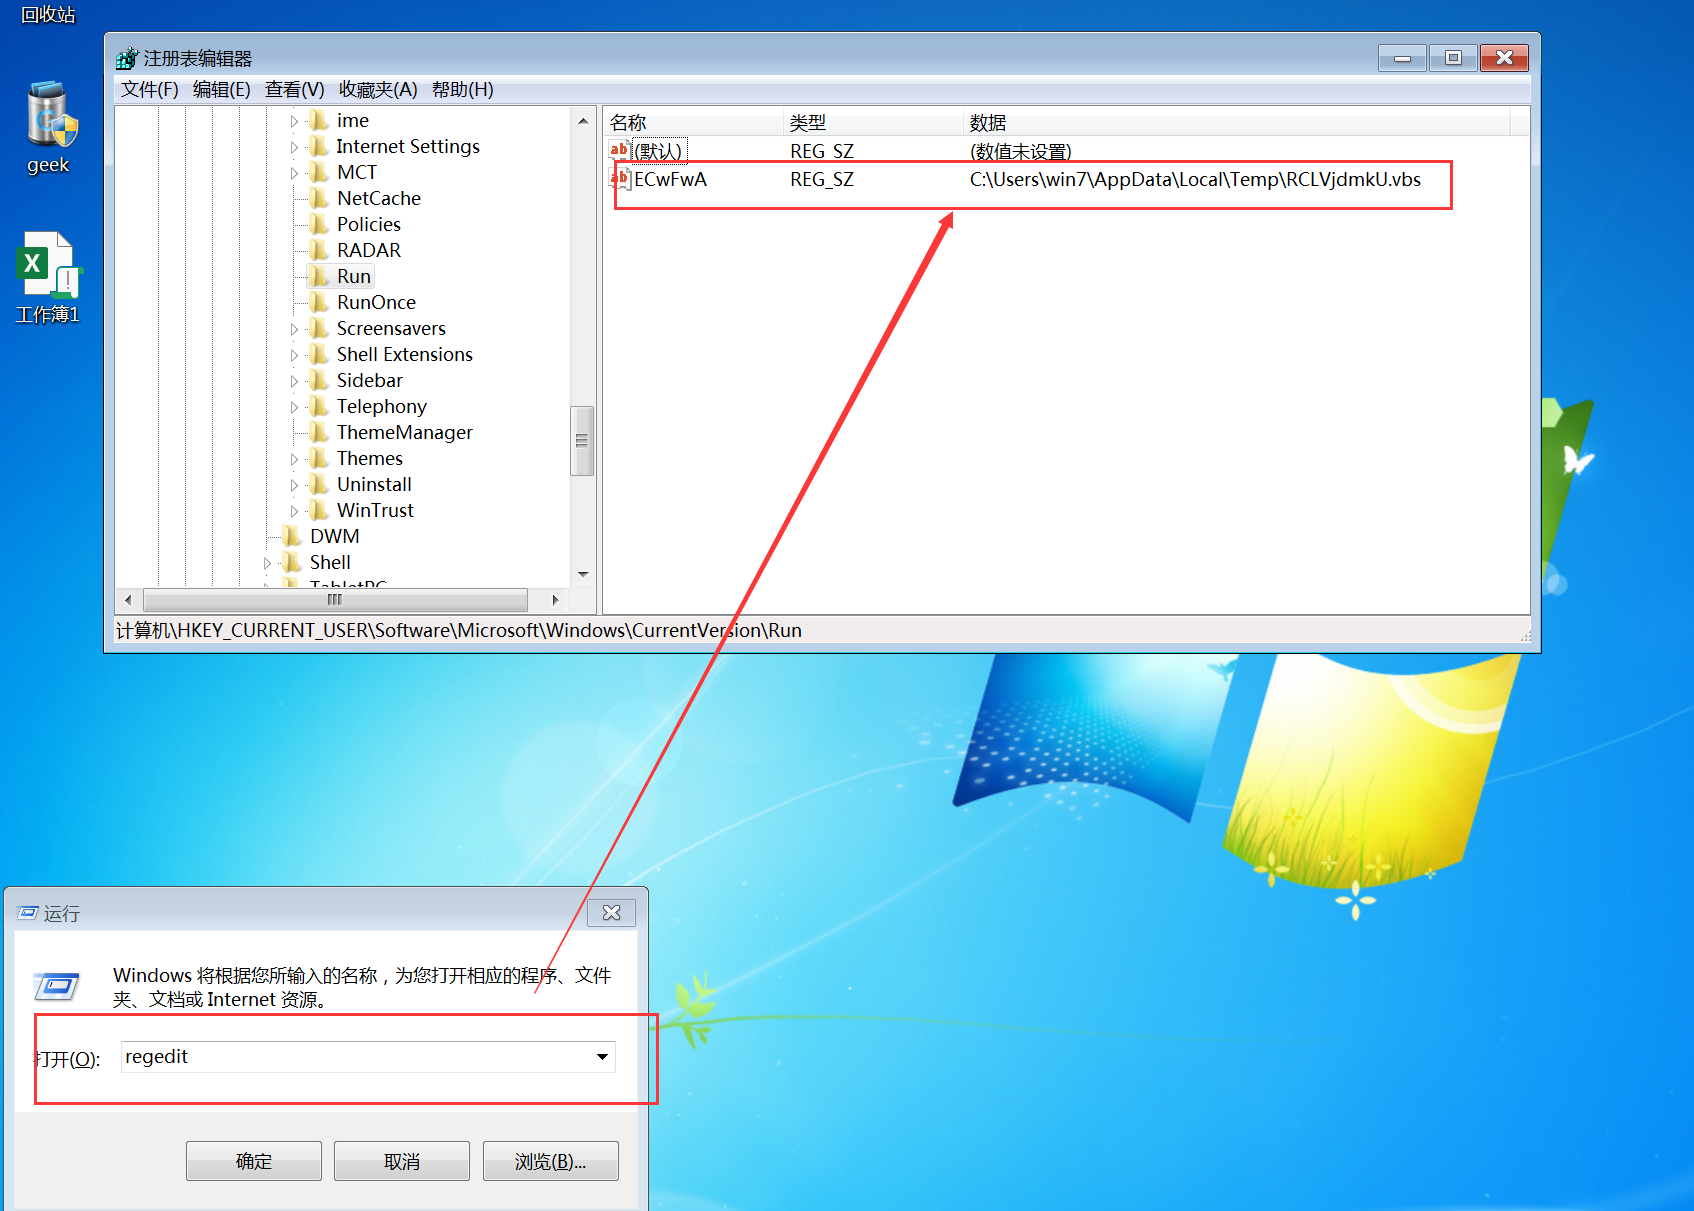 回收站
geek
工作簿1
注册表编辑器
文件(F) 编辑(E) 查看(V) 收藏夹(A) 帮助(H)
ime
Internet Settings
MCT
NetCache
Policies
RADAR
Run
RunOnce
Screensavers
Shell Extensions
Sidebar
Telephony
ThemeManager
Themes
Uninstall
WinTrust
DWM
Shell
TabletPC
名称 类型 数据
(默认) REG_SZ (数值未设置)
ECwFwA REG_SZ C:\Users\win7\AppData\Local\Temp\RCLVjdmkU.vbs
计算机\HKEY_CURRENT_USER\Software\Microsoft\Windows\CurrentVersion\Run
运行
Windows 将根据您所输入的名称，为您打开相应的程序、文件
夹、文档或 Internet 资源。
打开(O): regedit
确定 取消 浏览(B)...